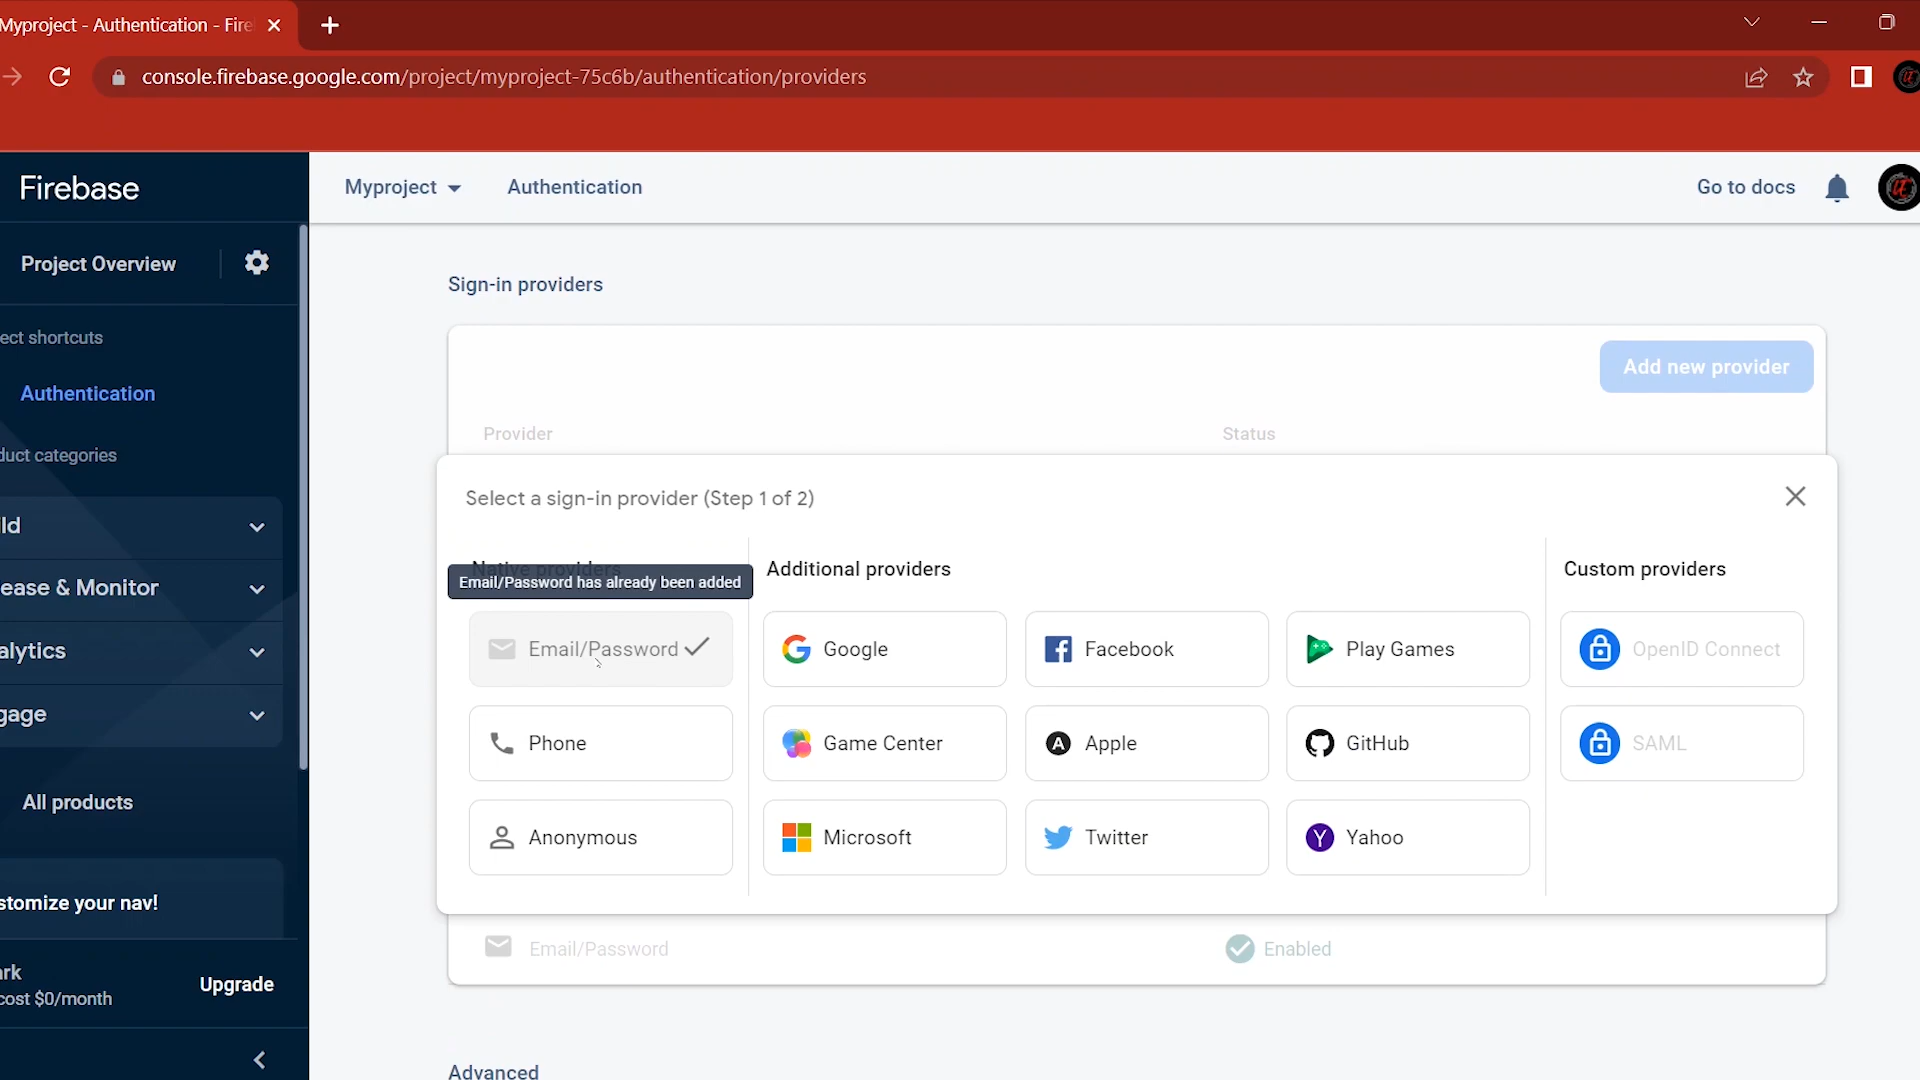 Myproject - Authentication - Fire
console.firebase.google.com/project/myproject-75c6b/authentication/providers
Firebase
Myproject
Authentication
Go to docs
Project Overview
ect shortcuts
Authentication
duct categories
ld
ease & Monitor
alytics
gage
All products
stomize your nav!
ark
cost $0/month
Upgrade
Sign-in providers
Add new provider
Provider
Status
Select a sign-in provider (Step 1 of 2)
Native providers
Email/Password has already been added
Additional providers
Custom providers
Email/Password
Google
Facebook
Play Games
OpenID Connect
Phone
Game Center
Apple
GitHub
SAML
Anonymous
Microsoft
Twitter
Yahoo
Email/Password
Enabled
Advanced